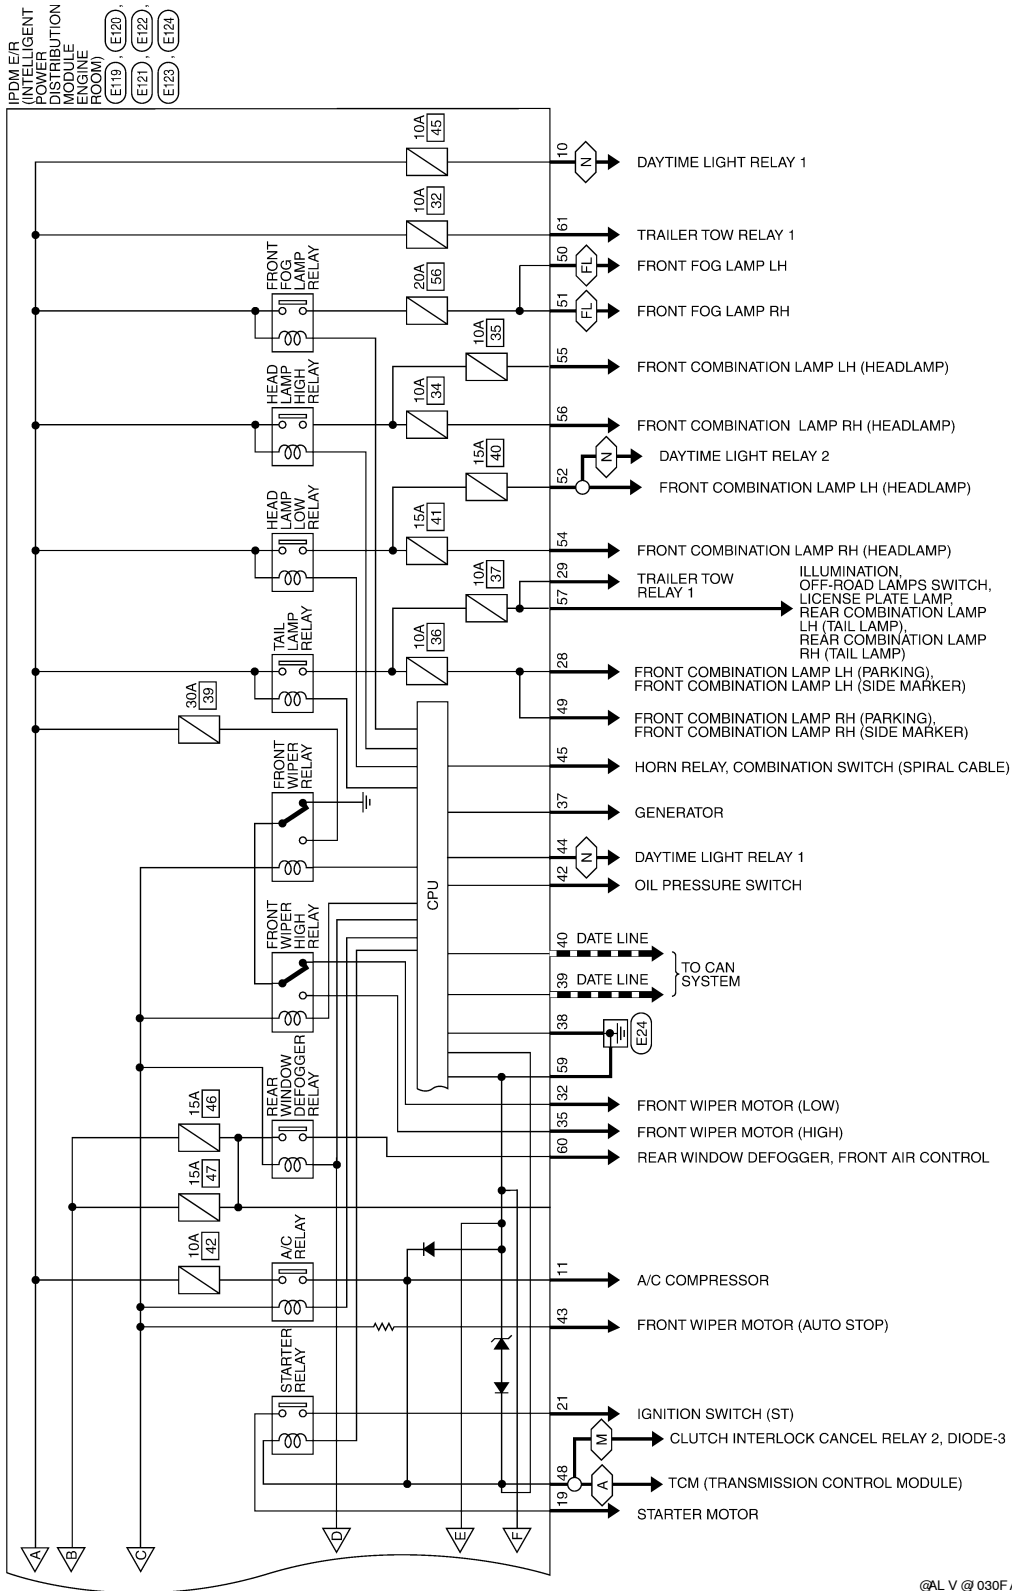 IPDM E/R
(INTELLIGENT
POWER
DISTRIBUTION
MODULE
ENGINE
ROOM)
E119 , E120 ,
E121 , E122 ,
E123 , E124
10A 45
10
N
DAYTIME LIGHT RELAY 1
10A 32
61
TRAILER TOW RELAY 1
FRONT
FOG
LAMP
RELAY
20A 56
50
FL
FRONT FOG LAMP LH
51
FL
FRONT FOG LAMP RH
10A 35
55
FRONT COMBINATION LAMP LH (HEADLAMP)
HEAD
LAMP
HIGH
RELAY
10A 34
56
FRONT COMBINATION LAMP RH (HEADLAMP)
15A 40
52
N
DAYTIME LIGHT RELAY 2
FRONT COMBINATION LAMP LH (HEADLAMP)
HEAD
LAMP
LOW
RELAY
15A 41
54
FRONT COMBINATION LAMP RH (HEADLAMP)
10A 37
29
TRAILER TOW
RELAY 1
57
ILLUMINATION,
OFF-ROAD LAMPS SWITCH,
LICENSE PLATE LAMP,
REAR COMBINATION LAMP
LH (TAIL LAMP),
REAR COMBINATION LAMP
RH (TAIL LAMP)
TAIL
LAMP
RELAY
10A 36
28
FRONT COMBINATION LAMP LH (PARKING),
FRONT COMBINATION LAMP LH (SIDE MARKER)
30A 39
49
FRONT COMBINATION LAMP RH (PARKING),
FRONT COMBINATION LAMP RH (SIDE MARKER)
FRONT
WIPER
RELAY
45
HORN RELAY, COMBINATION SWITCH (SPIRAL CABLE)
37
GENERATOR
44
N
DAYTIME LIGHT RELAY 1
42
OIL PRESSURE SWITCH
CPU
FRONT
WIPER
HIGH
RELAY
40
DATE LINE
39
DATE LINE
TO CAN
SYSTEM
38
E24
59
REAR
WINDOW
DEFOGGER
RELAY
15A 46
32
FRONT WIPER MOTOR (LOW)
35
FRONT WIPER MOTOR (HIGH)
60
REAR WINDOW DEFOGGER, FRONT AIR CONTROL
15A 47
10A 42
A/C
RELAY
11
A/C COMPRESSOR
43
FRONT WIPER MOTOR (AUTO STOP)
STARTER
RELAY
21
IGNITION SWITCH (ST)
M
CLUTCH INTERLOCK CANCEL RELAY 2, DIODE-3
48
A
TCM (TRANSMISSION CONTROL MODULE)
19
STARTER MOTOR
A
B
C
D
E
F